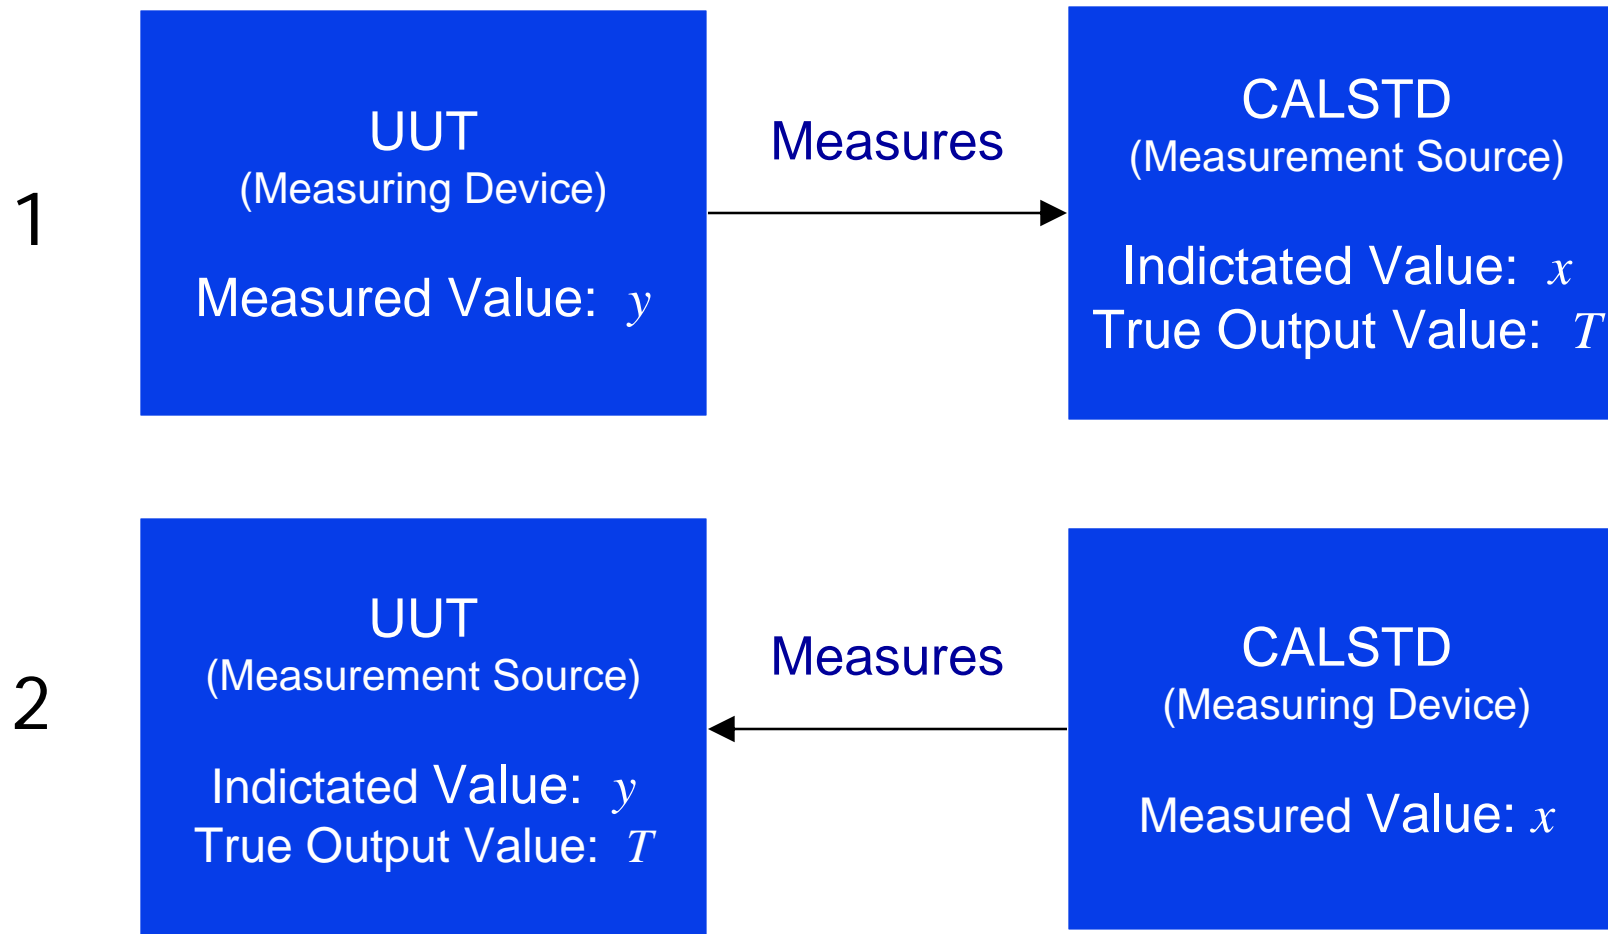 1
UUT
(Measuring Device)
Measured Value: y
Measures
CALSTD
(Measurement Source)
Indictated Value: x
True Output Value: T
2
UUT
(Measurement Source)
Indictated Value: y
True Output Value: T
Measures
CALSTD
(Measuring Device)
Measured Value: x